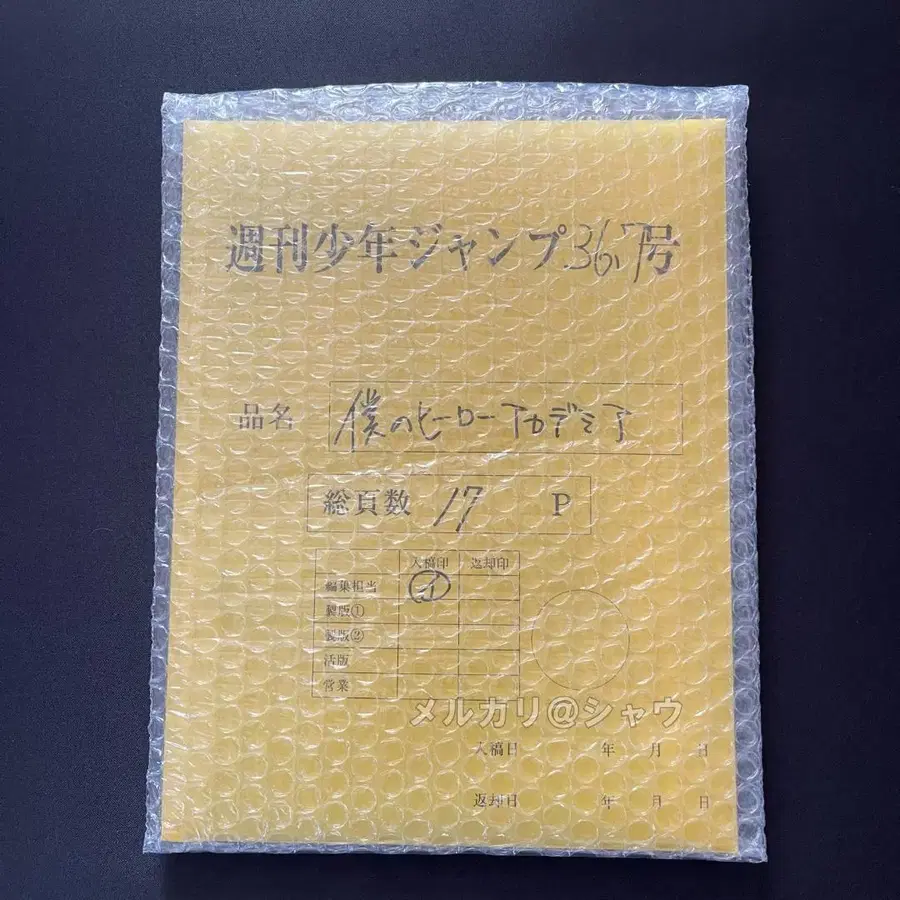 週刊少年ジャンプ36.7号
品名 僕のヒーローアカデミア
総頁数 17 P
入稿印 返却印
編集担当
製版①
製版②
活版
営業
メルカリ@シャウ
入稿日 年 月 日
返却日 年 月 日